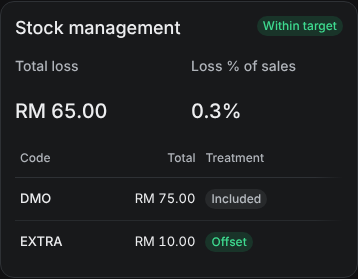 Stock management Within target
Total loss Loss % of sales
RM 65.00 0.3%
Code Total Treatment
DMO RM 75.00 Included
EXTRA RM 10.00 Offset